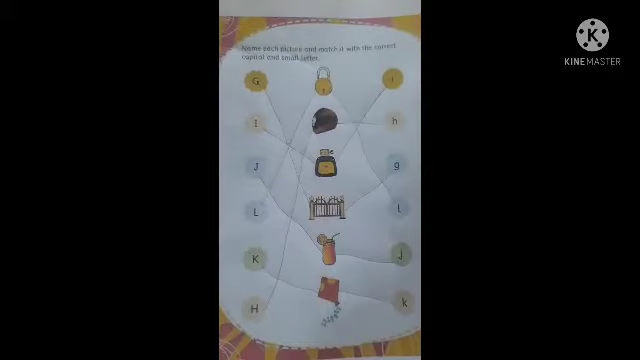 K
KINEMASTER
Name each picture and match it with the correct
capital and small letter.
G
i
I
h
J
g
L
l
K
j
H
k